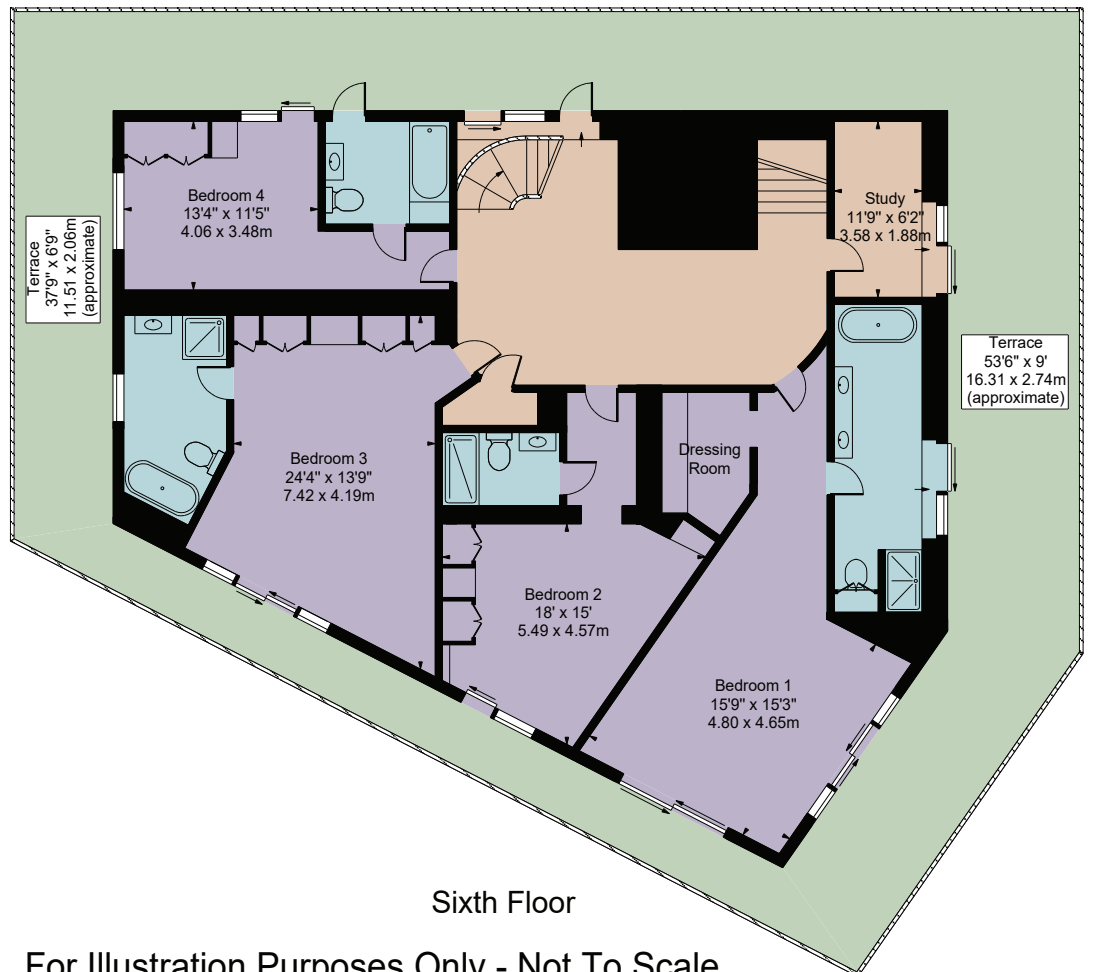 Bedroom 4
13'4" x 11'5"
4.06 x 3.48m
Study
11'9" x 6'2"
3.58 x 1.88m
Terrace
37'9" x 6'9"
11.51 x 2.06m
(approximate)
Terrace
53'6" x 9'
16.31 x 2.74m
(approximate)
Dressing
Room
Bedroom 3
24'4" x 13'9"
7.42 x 4.19m
Bedroom 2
18' x 15'
5.49 x 4.57m
Bedroom 1
15'9" x 15'3"
4.80 x 4.65m
Sixth Floor
For Illustration Purposes Only - Not To Scale